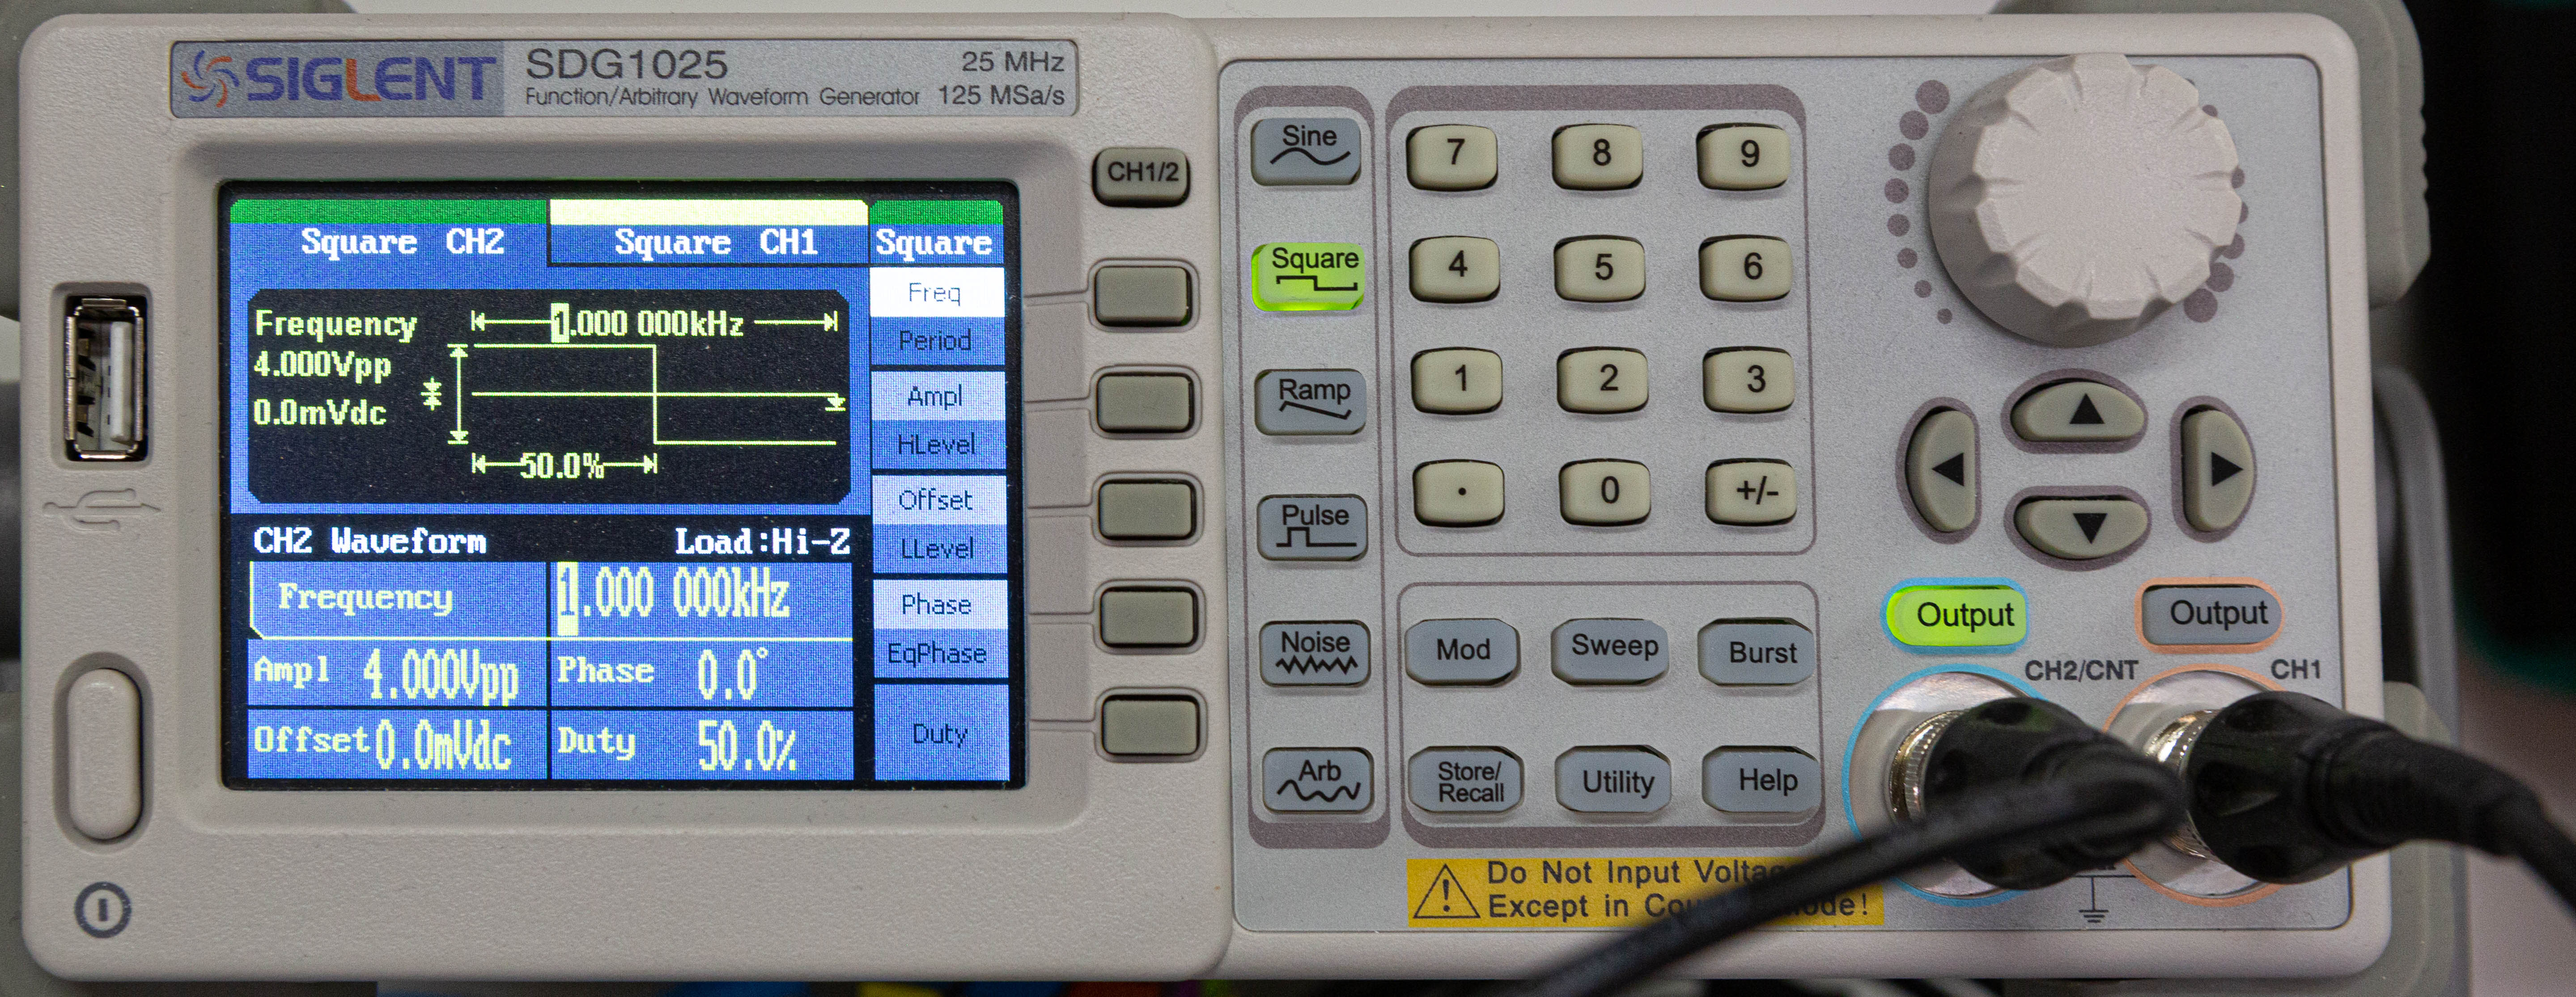 SIGLENT
SDG1025
25 MHz
Function/Arbitrary Waveform Generator
125 MSa/s
Square CH2
Square CH1
Square
Frequency
1.000 000kHz
4.000Vpp
0.0mVdc
50.0%
CH2 Waveform
Load:Hi-Z
Frequency
1.000 000kHz
Ampl 4.000Vpp
Phase 0.0°
Offset 0.0mVdc
Duty 50.0%
Freq
Period
Ampl
HLevel
Offset
LLevel
Phase
EqPhase
Duty
CH1/2
Sine
Square
Ramp
Pulse
Noise
Arb
7 8 9
4 5 6
1 2 3
. 0 +/-
Mod Sweep Burst
Store/
Recall
Utility
Help
Output
Output
CH2/CNT
CH1
Do Not Input
Except in